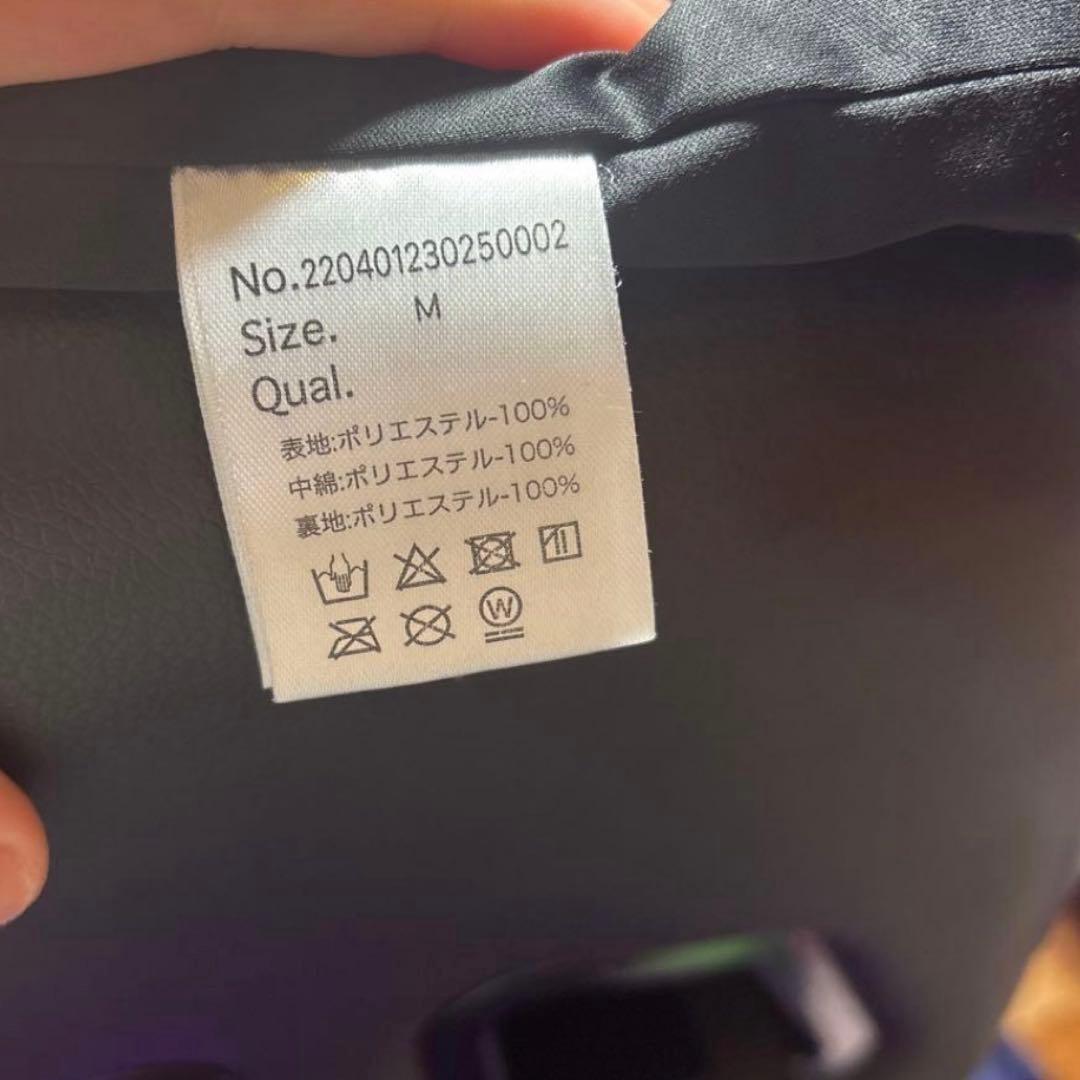 No.220401230250002
Size. M
Qual.
表地:ポリエステル-100%
中綿:ポリエステル-100%
裏地:ポリエステル-100%
W